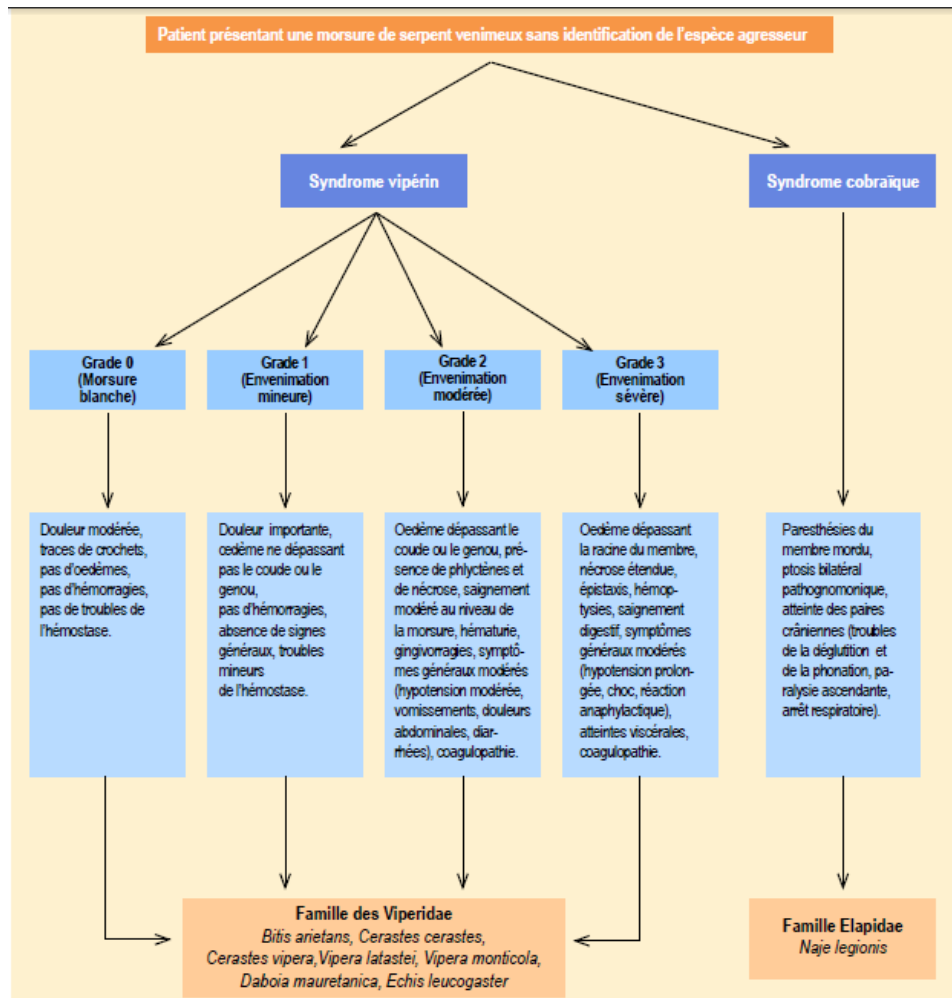 Patient présentant une morsure de serpent venimeux sans identification de l'espèce agresseur
Syndrome vipérin
Syndrome cobraïque
Grade 0
(Morsure
blanche)
Grade 1
(Envenimation
mineure)
Grade 2
(Envenimation
modérée)
Grade 3
(Envenimation
sévère)
Douleur modérée,
traces de crochets,
pas d'oedèmes,
pas d'hémorragies,
pas de troubles de
l'hémostase.
Douleur importante,
œdème ne dépassant
pas le coude ou le
genou,
pas d'hémorragies,
absence de signes
généraux, troubles
mineurs
de l'hémostase.
Oedème dépassant le
coude ou le genou, pré-
sence de phlyctènes et
de nécrose, saignement
modéré au niveau de
la morsure, hématurie,
gingivorragies, symptô-
mes généraux modérés
(hypotension modérée,
vomissements, douleurs
abdominales, diar-
rhées), coagulopathie.
Oedème dépassant
la racine du membre,
nécrose étendue,
épistaxis, hémop-
tysies, saignement
digestif, symptômes
généraux modérés
(hypotension prolon-
gée, choc, réaction
anaphylactique),
atteintes viscérales,
coagulopathie.
Paresthésies du
membre mordu,
ptosis bilatéral
pathognomonique,
atteinte des paires
crâniennes (troubles
de la déglutition et
de la phonation, pa-
ralysie ascendante,
arrêt respiratoire).
Famille des Viperidae
Bitis arietans, Cerastes cerastes,
Cerastes vipera,Vipera latastei, Vipera monticola,
Daboia mauretanica, Echis leucogaster
Famille Elapidae
Naje legionis